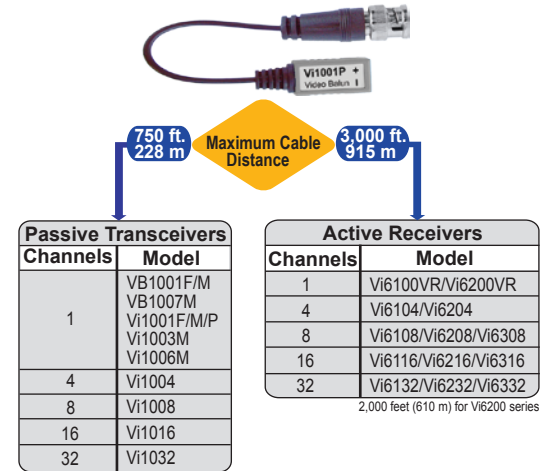 Vi1001P +
Video Balun I
750 ft.
228 m
Maximum Cable
Distance
3,000 ft.
915 m
Passive Transceivers
Channels Model
1
VB1001F/M
VB1007M
Vi1001F/M/P
Vi1003M
Vi1006M
4 Vi1004
8 Vi1008
16 Vi1016
32 Vi1032
Active Receivers
Channels Model
1 Vi6100VR/Vi6200VR
4 Vi6104/Vi6204
8 Vi6108/Vi6208/Vi6308
16 Vi6116/Vi6216/Vi6316
32 Vi6132/Vi6232/Vi6332
2,000 feet (610 m) for Vi6200 series